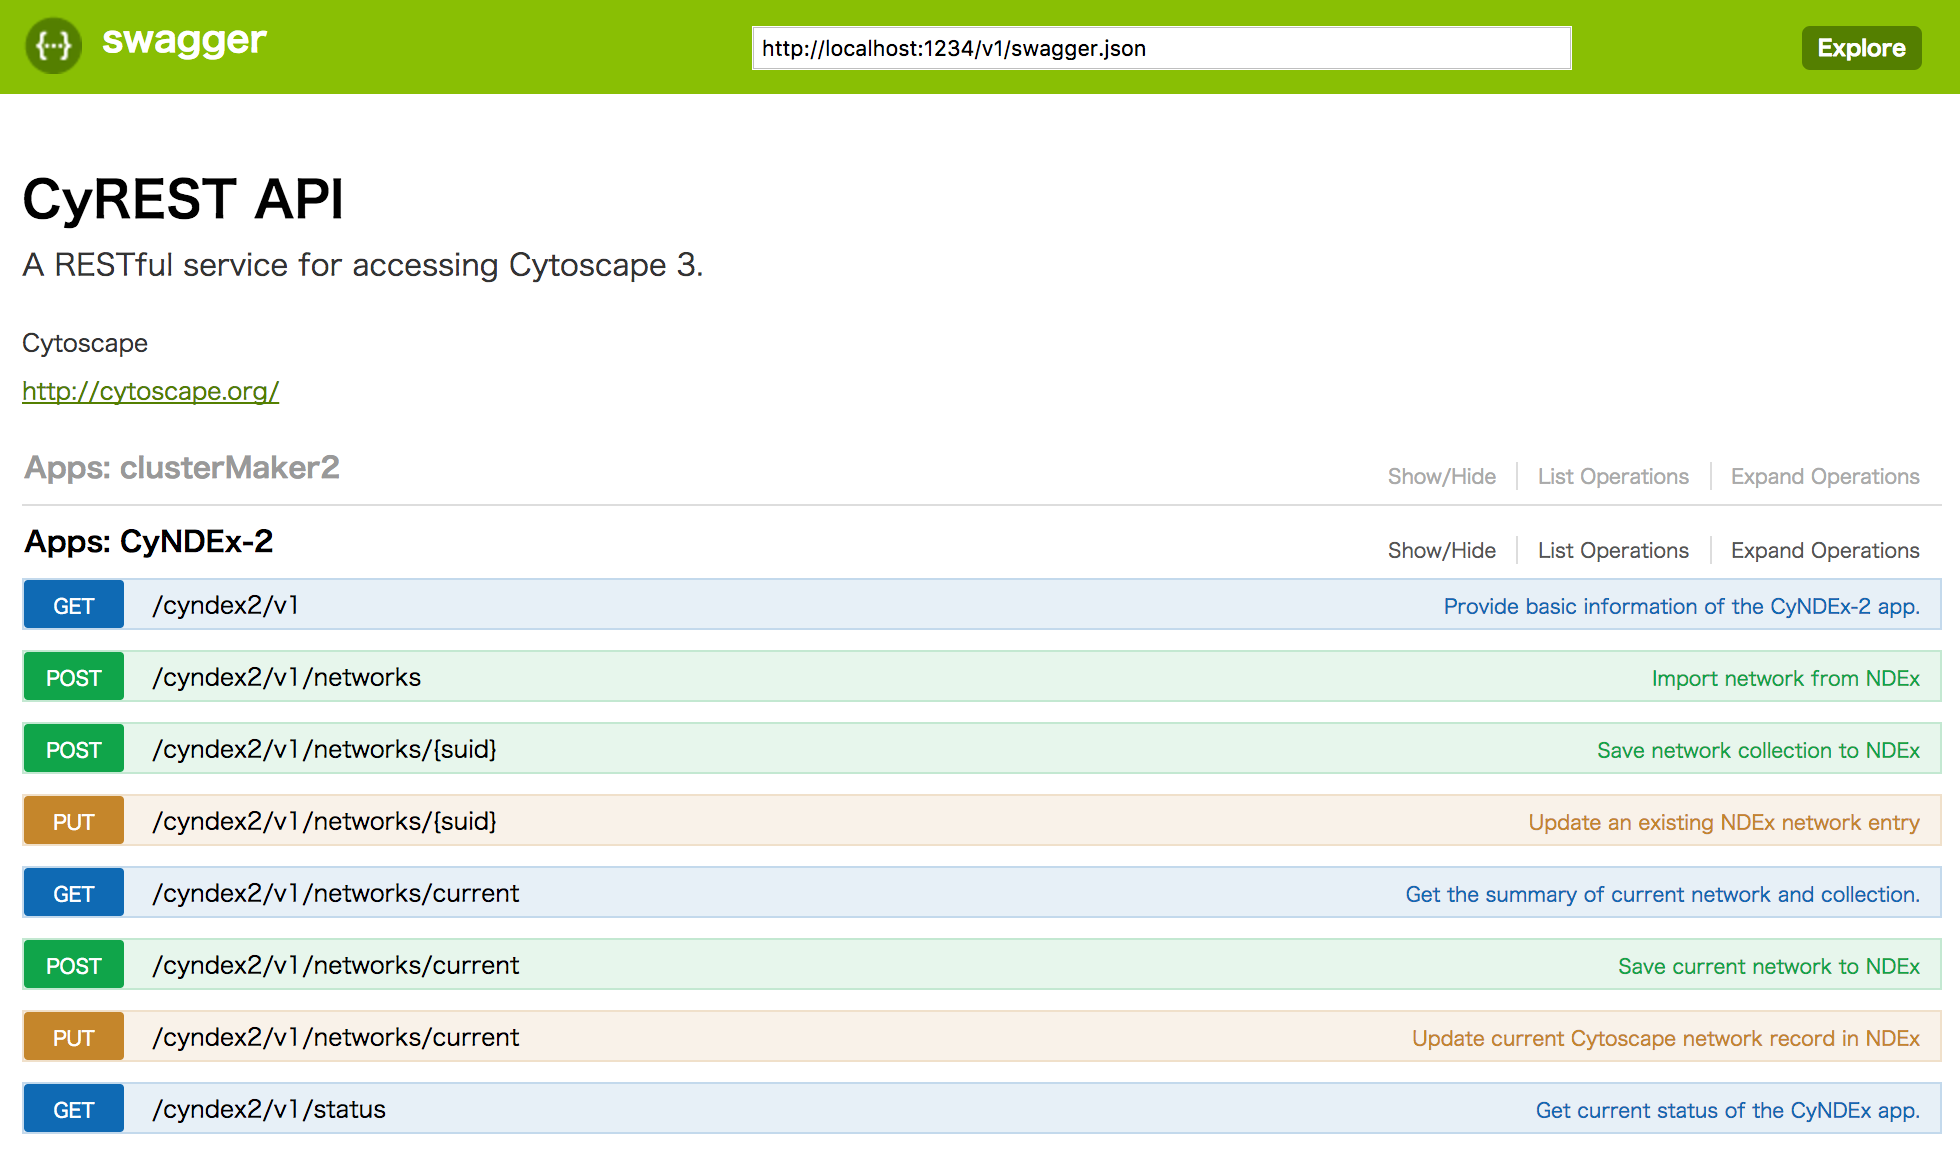 {···} swagger http://localhost:1234/v1/swagger.json Explore
CyREST API
A RESTful service for accessing Cytoscape 3.
Cytoscape
http://cytoscape.org/
Apps: clusterMaker2 Show/Hide List Operations Expand Operations
Apps: CyNDEx-2 Show/Hide List Operations Expand Operations
GET /cyndex2/v1 Provide basic information of the CyNDEx-2 app.
POST /cyndex2/v1/networks Import network from NDEx
POST /cyndex2/v1/networks/{suid} Save network collection to NDEx
PUT /cyndex2/v1/networks/{suid} Update an existing NDEx network entry
GET /cyndex2/v1/networks/current Get the summary of current network and collection.
POST /cyndex2/v1/networks/current Save current network to NDEx
PUT /cyndex2/v1/networks/current Update current Cytoscape network record in NDEx
GET /cyndex2/v1/status Get current status of the CyNDEx app.